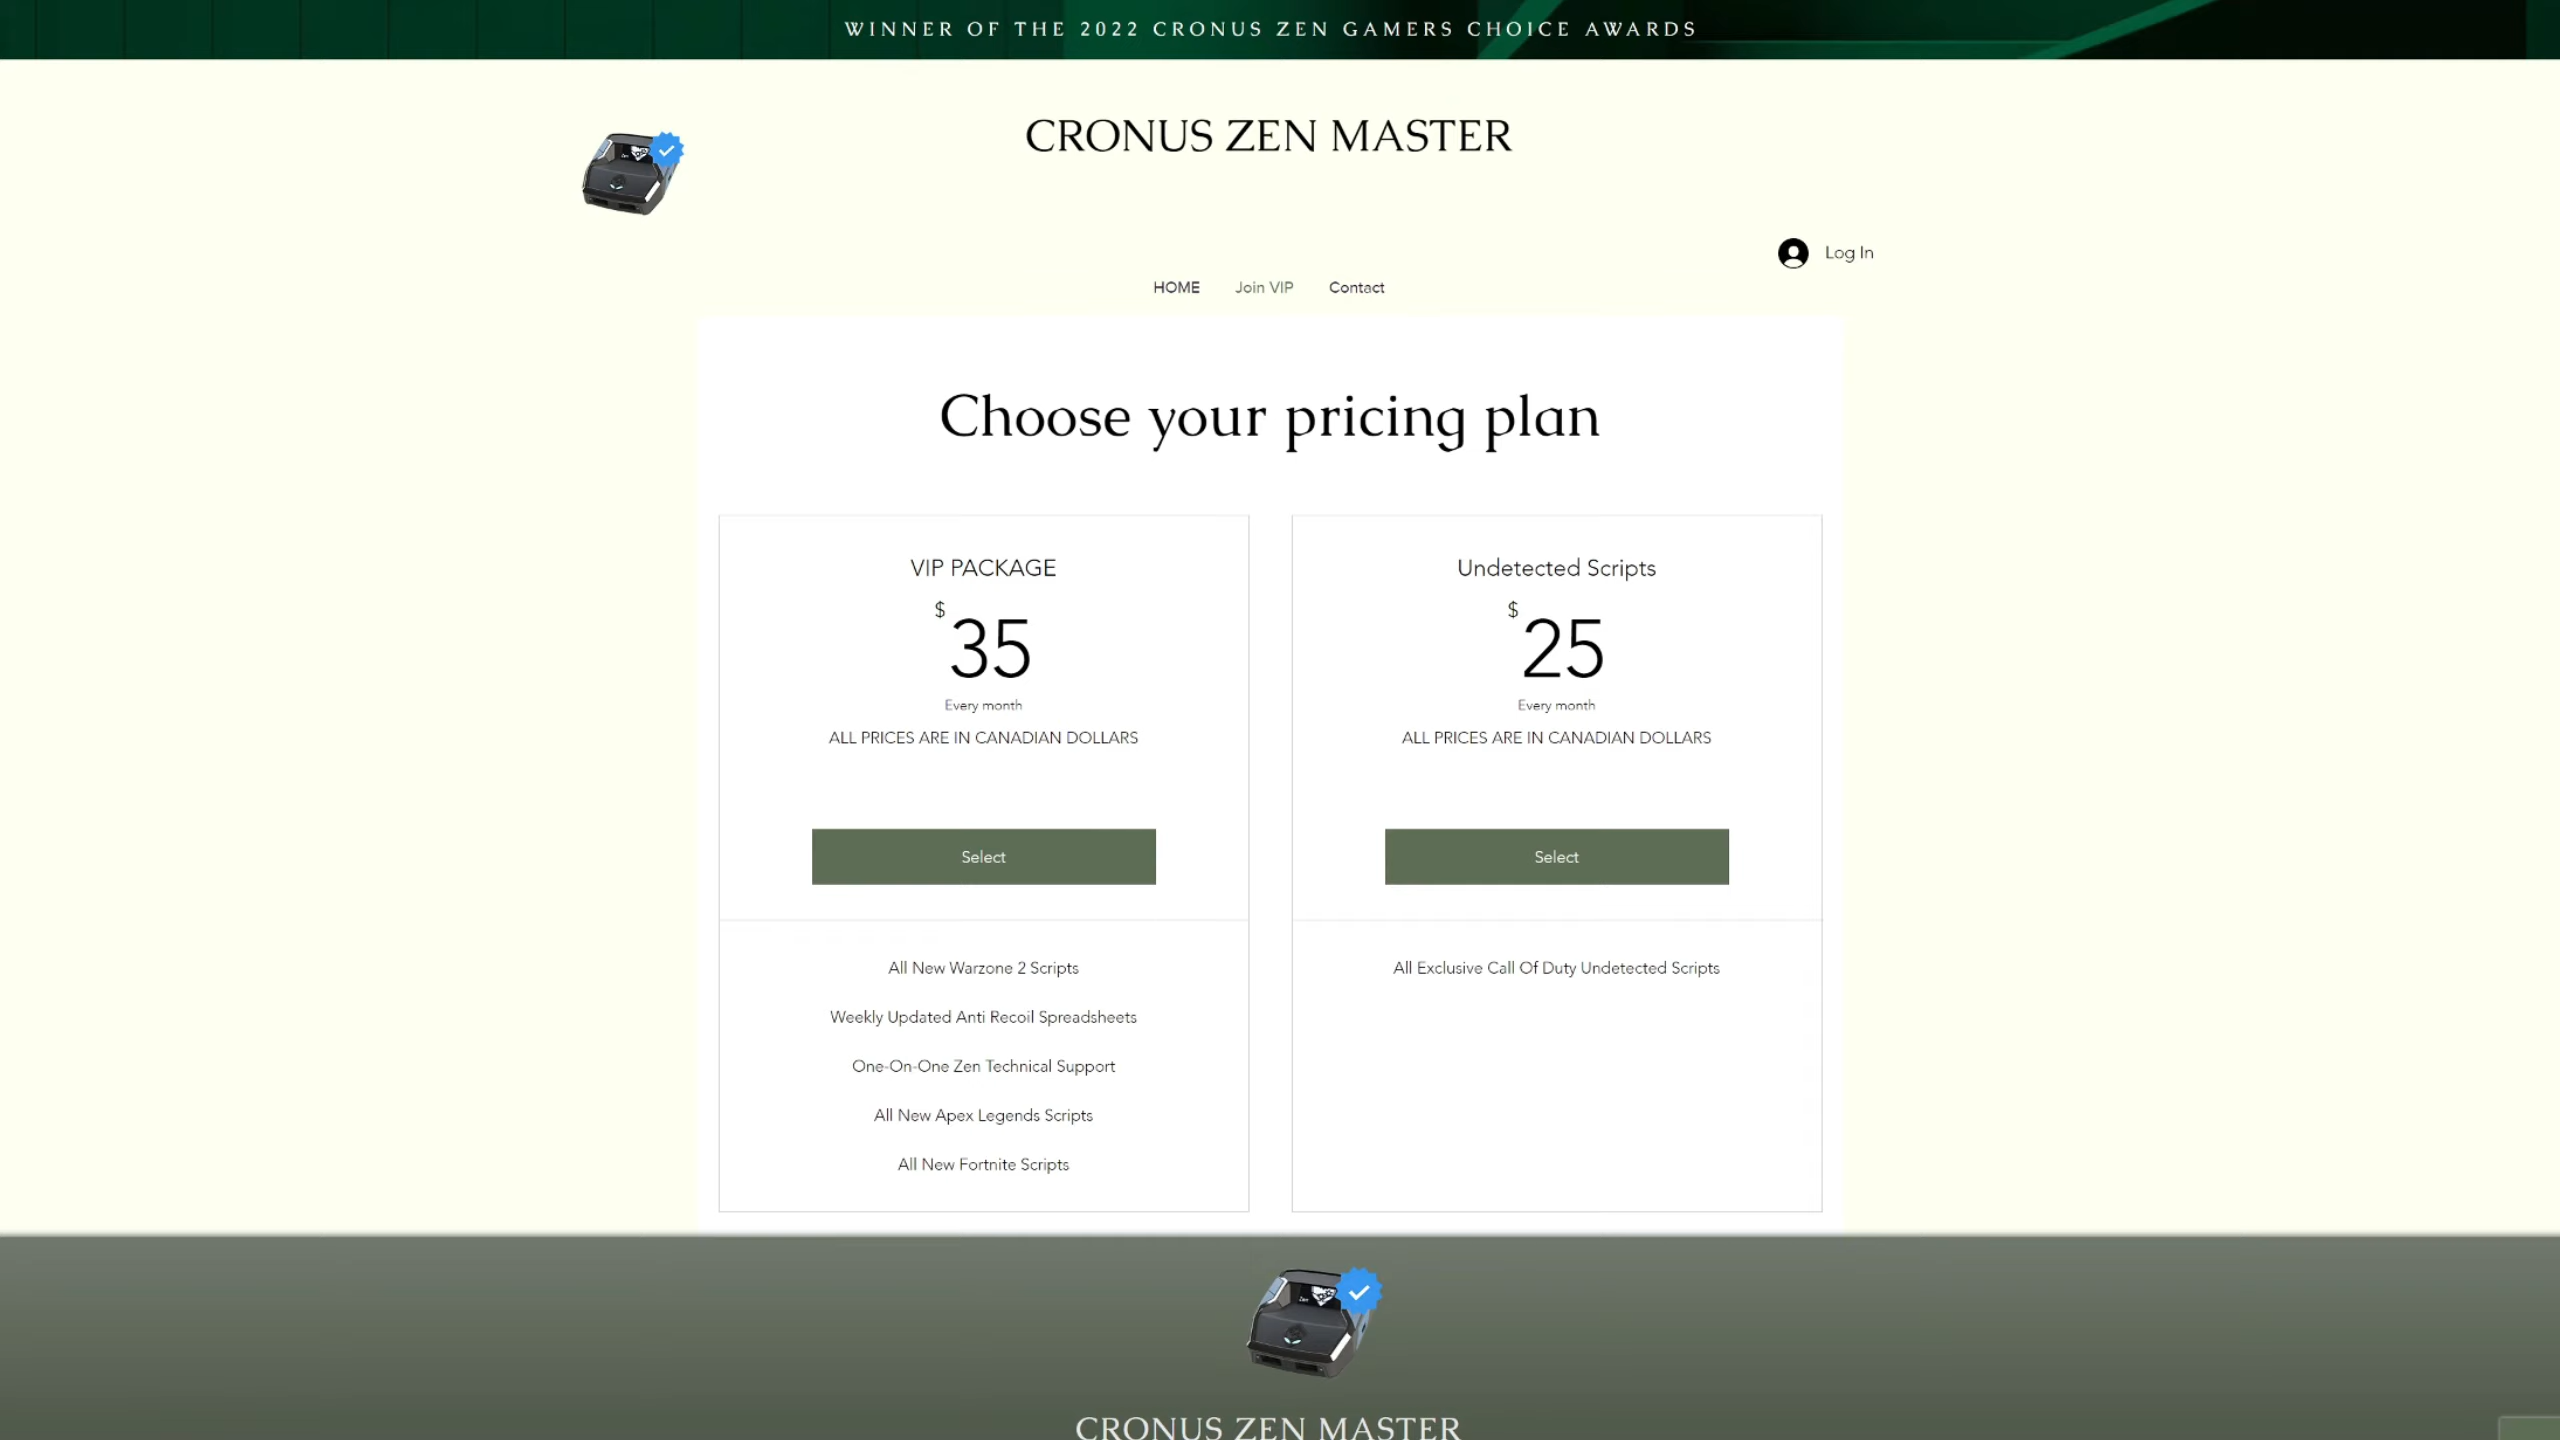 WINNER OF THE 2022 CRONUS ZEN GAMERS CHOICE AWARDS
CRONUS ZEN MASTER
Log In
HOME
Join VIP
Contact
Choose your pricing plan
VIP PACKAGE
$
35
Every month
ALL PRICES ARE IN CANADIAN DOLLARS
Select
All New Warzone 2 Scripts
Weekly Updated Anti Recoil Spreadsheets
One-On-One Zen Technical Support
All New Apex Legends Scripts
All New Fortnite Scripts
Undetected Scripts
$
25
Every month
ALL PRICES ARE IN CANADIAN DOLLARS
Select
All Exclusive Call Of Duty Undetected Scripts
CRONUS ZEN MASTER